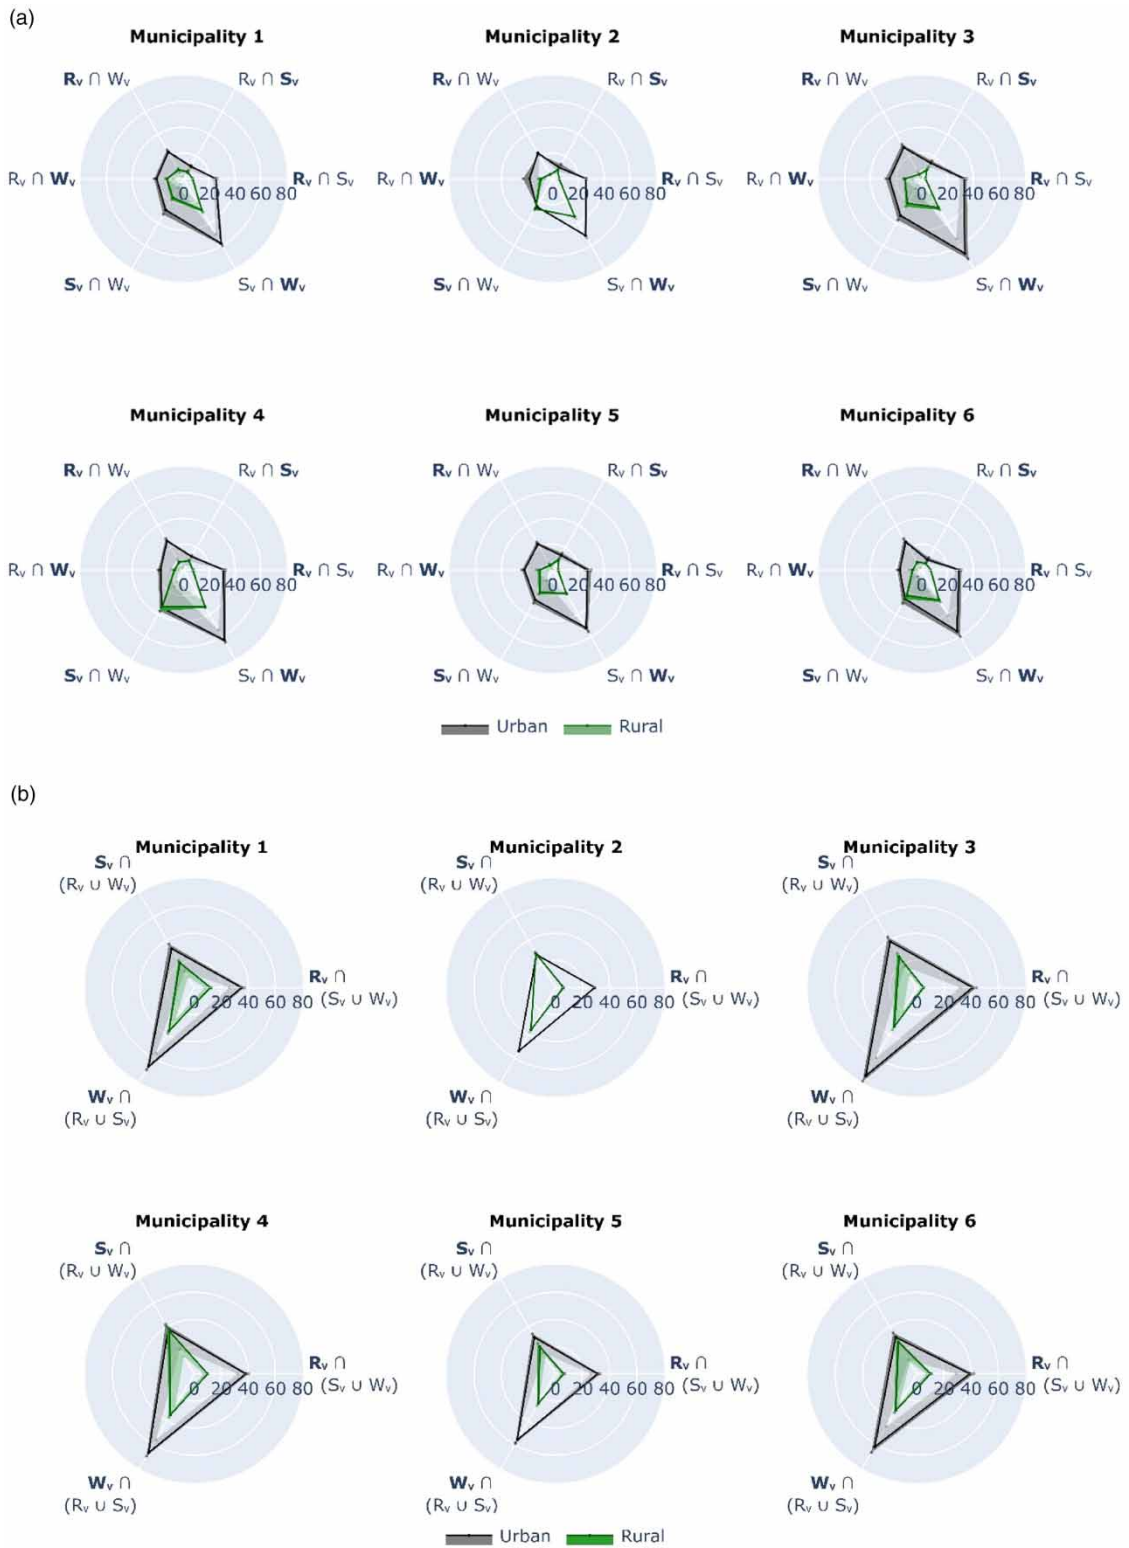 (a)
Municipality 1 Municipality 2 Municipality 3
Rᵥ ∩ Wᵥ Rᵥ ∩ Sᵥ Rᵥ ∩ Wᵥ Rᵥ ∩ Sᵥ Rᵥ ∩ Wᵥ Rᵥ ∩ Sᵥ
Rᵥ ∩ Wᵥ Rᵥ ∩ Sᵥ Rᵥ ∩ Wᵥ Rᵥ ∩ Sᵥ Rᵥ ∩ Wᵥ Rᵥ ∩ Sᵥ
0 20 40 60 80 0 20 40 60 80 0 20 40 60 80
Sᵥ ∩ Wᵥ Sᵥ ∩ Wᵥ Sᵥ ∩ Wᵥ Sᵥ ∩ Wᵥ Sᵥ ∩ Wᵥ Sᵥ ∩ Wᵥ
Municipality 4 Municipality 5 Municipality 6
Rᵥ ∩ Wᵥ Rᵥ ∩ Sᵥ Rᵥ ∩ Wᵥ Rᵥ ∩ Sᵥ Rᵥ ∩ Wᵥ Rᵥ ∩ Sᵥ
Rᵥ ∩ Wᵥ Rᵥ ∩ Sᵥ Rᵥ ∩ Wᵥ Rᵥ ∩ Sᵥ Rᵥ ∩ Wᵥ Rᵥ ∩ Sᵥ
0 20 40 60 80 0 20 40 60 80 0 20 40 60 80
Sᵥ ∩ Wᵥ Sᵥ ∩ Wᵥ Sᵥ ∩ Wᵥ Sᵥ ∩ Wᵥ Sᵥ ∩ Wᵥ Sᵥ ∩ Wᵥ
Urban Rural
(b)
Municipality 1 Municipality 2 Municipality 3
Sᵥ ∩ Sᵥ ∩ Sᵥ ∩
(Rᵥ ∪ Wᵥ) (Rᵥ ∪ Wᵥ) (Rᵥ ∪ Wᵥ)
Rᵥ ∩ Rᵥ ∩ Rᵥ ∩
0 20 40 60 80 (Sᵥ ∪ Wᵥ) 0 20 40 60 80 (Sᵥ ∪ Wᵥ) 0 20 40 60 80 (Sᵥ ∪ Wᵥ)
Wᵥ ∩ Wᵥ ∩ Wᵥ ∩
(Rᵥ ∪ Sᵥ) (Rᵥ ∪ Sᵥ) (Rᵥ ∪ Sᵥ)
Municipality 4 Municipality 5 Municipality 6
Sᵥ ∩ Sᵥ ∩ Sᵥ ∩
(Rᵥ ∪ Wᵥ) (Rᵥ ∪ Wᵥ) (Rᵥ ∪ Wᵥ)
Rᵥ ∩ Rᵥ ∩ Rᵥ ∩
0 20 40 60 80 (Sᵥ ∪ Wᵥ) 0 20 40 60 80 (Sᵥ ∪ Wᵥ) 0 20 40 60 80 (Sᵥ ∪ Wᵥ)
Wᵥ ∩ Wᵥ ∩ Wᵥ ∩
(Rᵥ ∪ Sᵥ) (Rᵥ ∪ Sᵥ) (Rᵥ ∪ Sᵥ)
Urban Rural